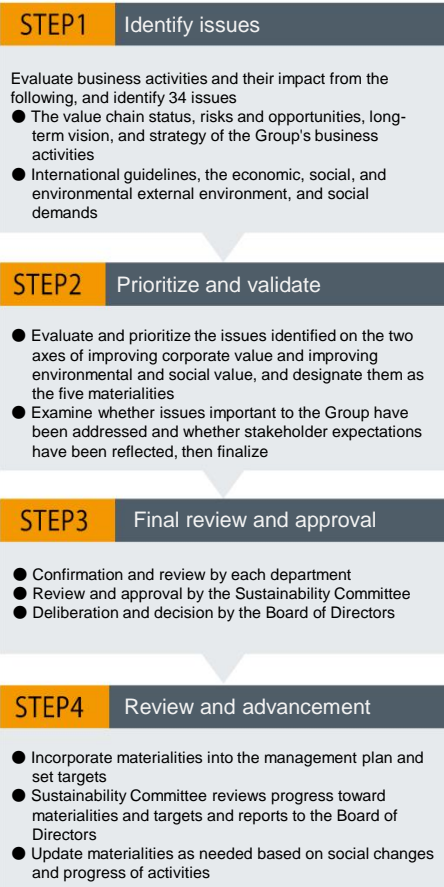 STEP1 Identify issues
Evaluate business activities and their impact from the
following, and identify 34 issues
● The value chain status, risks and opportunities, long-
term vision, and strategy of the Group's business
activities
● International guidelines, the economic, social, and
environmental external environment, and social
demands
STEP2 Prioritize and validate
● Evaluate and prioritize the issues identified on the two
axes of improving corporate value and improving
environmental and social value, and designate them as
the five materialities
● Examine whether issues important to the Group have
been addressed and whether stakeholder expectations
have been reflected, then finalize
STEP3 Final review and approval
● Confirmation and review by each department
● Review and approval by the Sustainability Committee
● Deliberation and decision by the Board of Directors
STEP4 Review and advancement
● Incorporate materialities into the management plan and
set targets
● Sustainability Committee reviews progress toward
materialities and targets and reports to the Board of
Directors
● Update materialities as needed based on social changes
and progress of activities